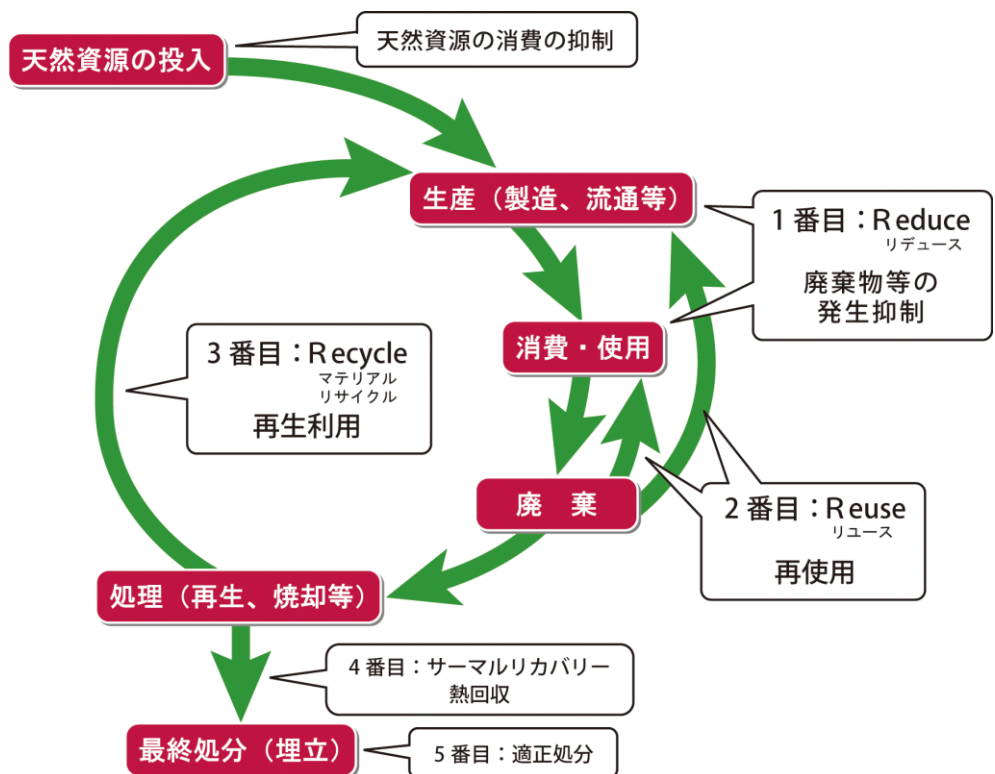 天然資源の投入
天然資源の消費の抑制
生産（製造、流通等）
1番目：Reduce
リデュース
廃棄物等の
発生抑制
消費・使用
3番目：Recycle
マテリアル
リサイクル
再生利用
廃　棄
2番目：Reuse
リユース
再使用
処理（再生、焼却等）
4番目：サーマルリカバリー
熱回収
最終処分（埋立）
5番目：適正処分